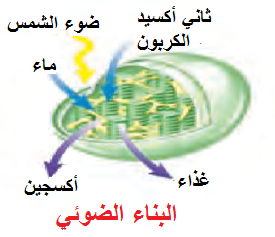 ضوء الشمس
ثاني أكسيد
الكربون
ماء
أكسجين
غذاء
البناء الضوئي